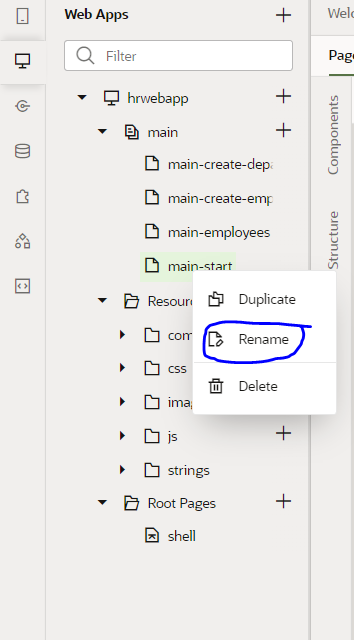 Web Apps
Welc
Filter
Page
hrwebapp
main
Components
main-create-depa
main-create-emp
main-employees
Structure
main-start
Duplicate
Resour
Rename
com
css
Delete
imag
js
strings
Root Pages
shell